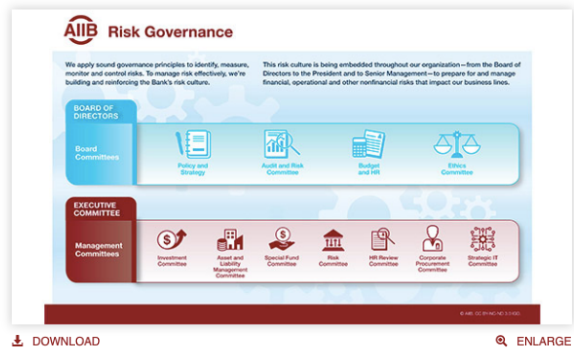 AIIB Risk Governance
We apply sound governance principles to identify, measure,
monitor and control risks. To manage risk effectively, we're
building and reinforcing the Bank's risk culture.
This risk culture is being embedded throughout our organization—from the Board of
Directors to the President and to Senior Management—to prepare for and manage
financial, operational and other nonfinancial risks that impact our business lines.
BOARD OF
DIRECTORS
Board
Committees
Policy and
Strategy
Audit and Risk
Committee
Budget
and HR
Ethics
Committee
EXECUTIVE
COMMITTEE
Management
Committees
Investment
Committee
Asset and
Liability
Management
Committee
Special Fund
Committee
Risk
Committee
HR Review
Committee
Corporate
Procurement
Committee
Strategic IT
Committee
© AIIB CC BY-NC-ND
DOWNLOAD
ENLARGE